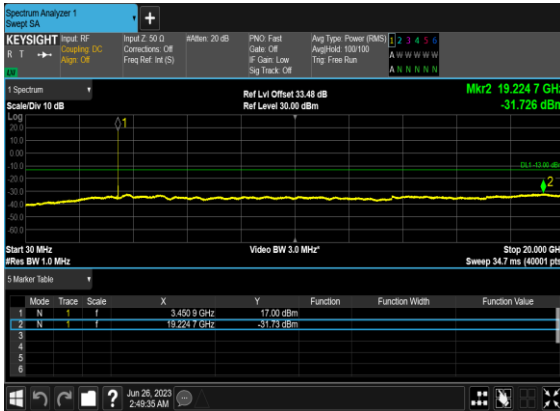 Spectrum Analyzer 1
Swept SA
+
KEYSIGHT Input: RF Input Z: 50 Ω #Atten: 20 dB PNO: Fast Avg Type: Power (RMS) 1 2 3 4 5 6
R T Coupling: DC Corrections: Off Gate: Off Avg|Hold: 100/100 A W W W W W
Align: Off Freq Ref: Int (S) IF Gain: Low Trig: Free Run
Sig Track: Off A N N N N N
1 Spectrum Ref Lvl Offset 33.48 dB Mkr2 19.224 7 GHz
Scale/Div 10 dB Ref Level 30.00 dBm -31.726 dBm
Log
20.0
10.0
0.00
-10.0
DL1 -13.00 dBm
-20.0
-30.0
-40.0
-50.0
-60.0
1
2
Start 30 MHz Video BW 3.0 MHz* Stop 20.000 GHz
#Res BW 1.0 MHz Sweep 34.7 ms (40001 pts)
5 Marker Table
Mode Trace Scale X Y Function Function Width Function Value
1 N 1 f 3.450 9 GHz 17.00 dBm
2 N 1 f 19.224 7 GHz -31.73 dBm
3
4
5
6
? Jun 26, 2023
2:49:35 AM